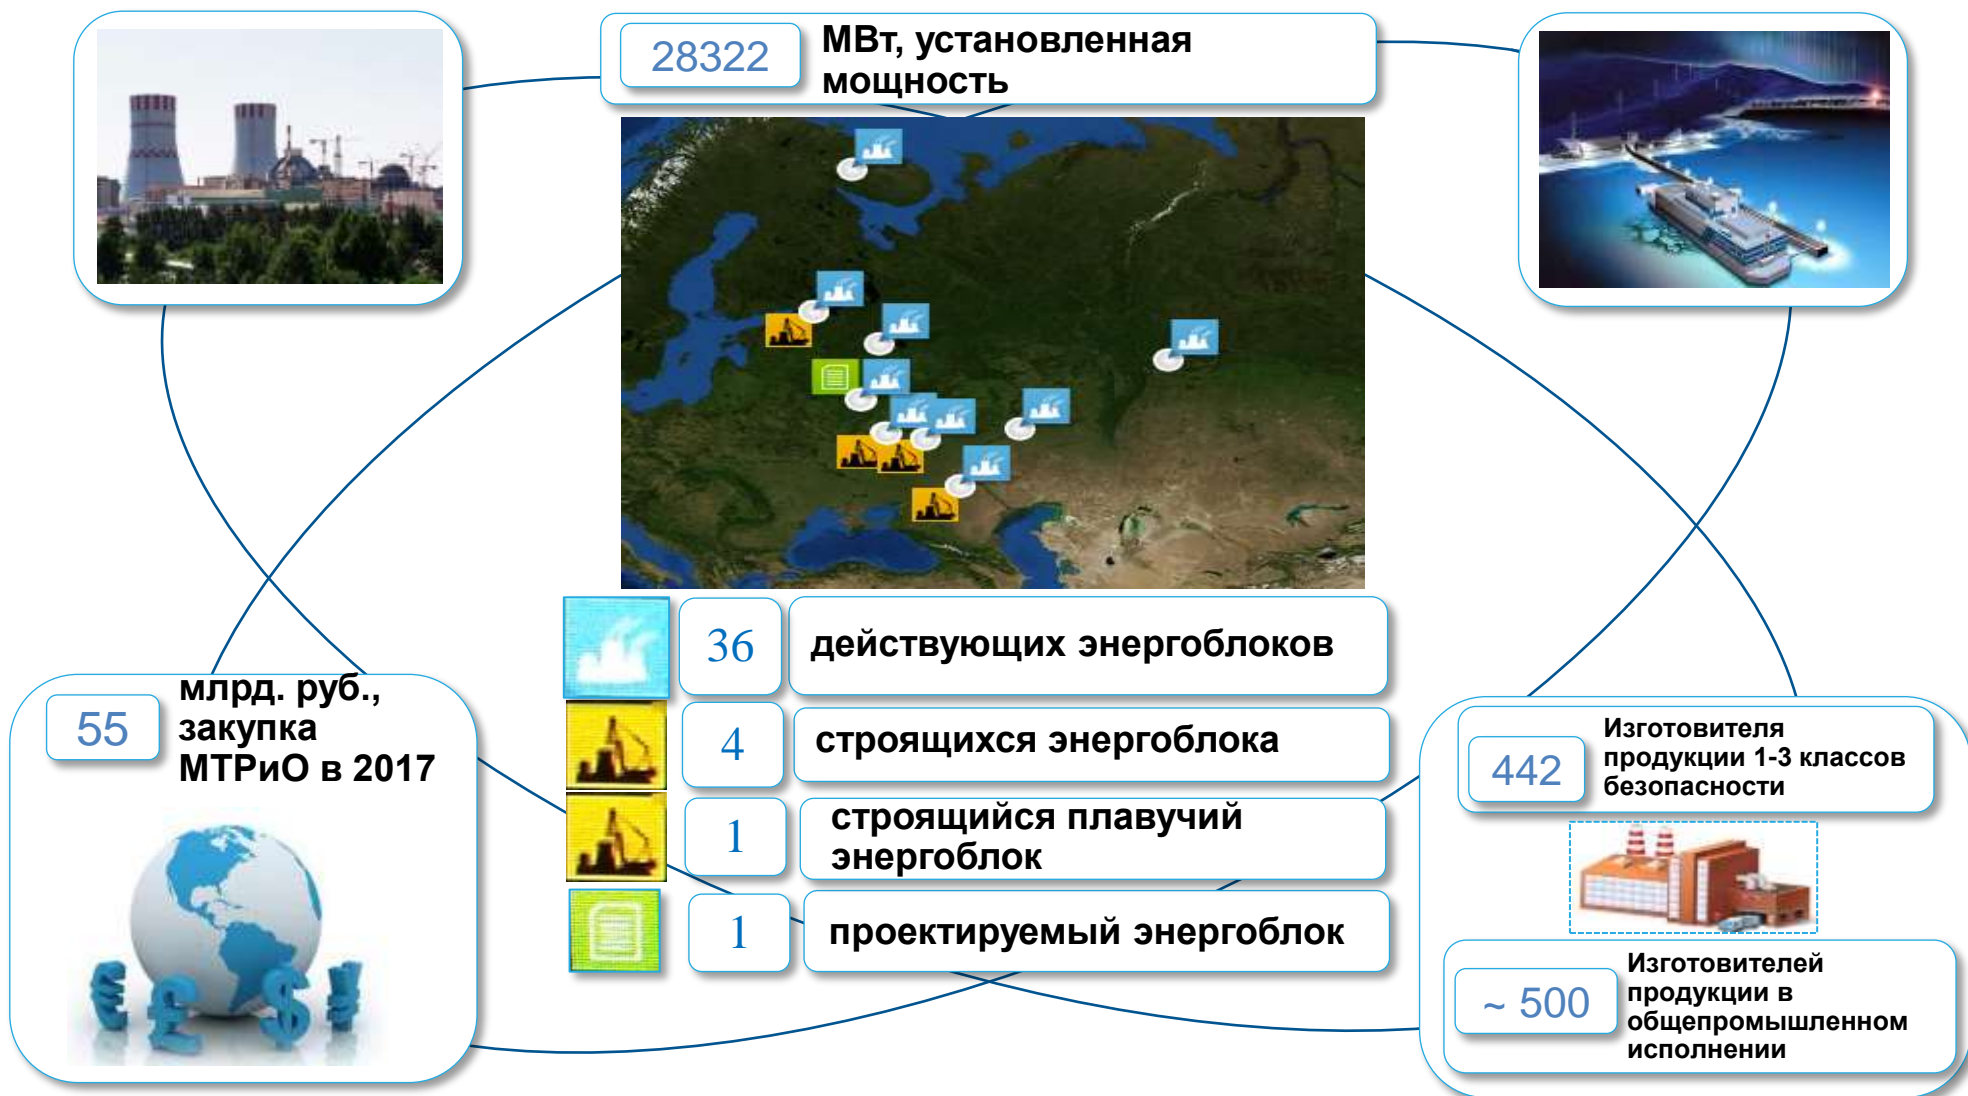 28322
МВт, установленная
мощность
36
действующих энергоблоков
4
строящихся энергоблока
1
строящийся плавучий
энергоблок
1
проектируемый энергоблок
55
млрд. руб.,
закупка
МТРиО в 2017
442
Изготовителя
продукции 1-3 классов
безопасности
~ 500
Изготовителей
продукции в
общепромышленном
исполнении